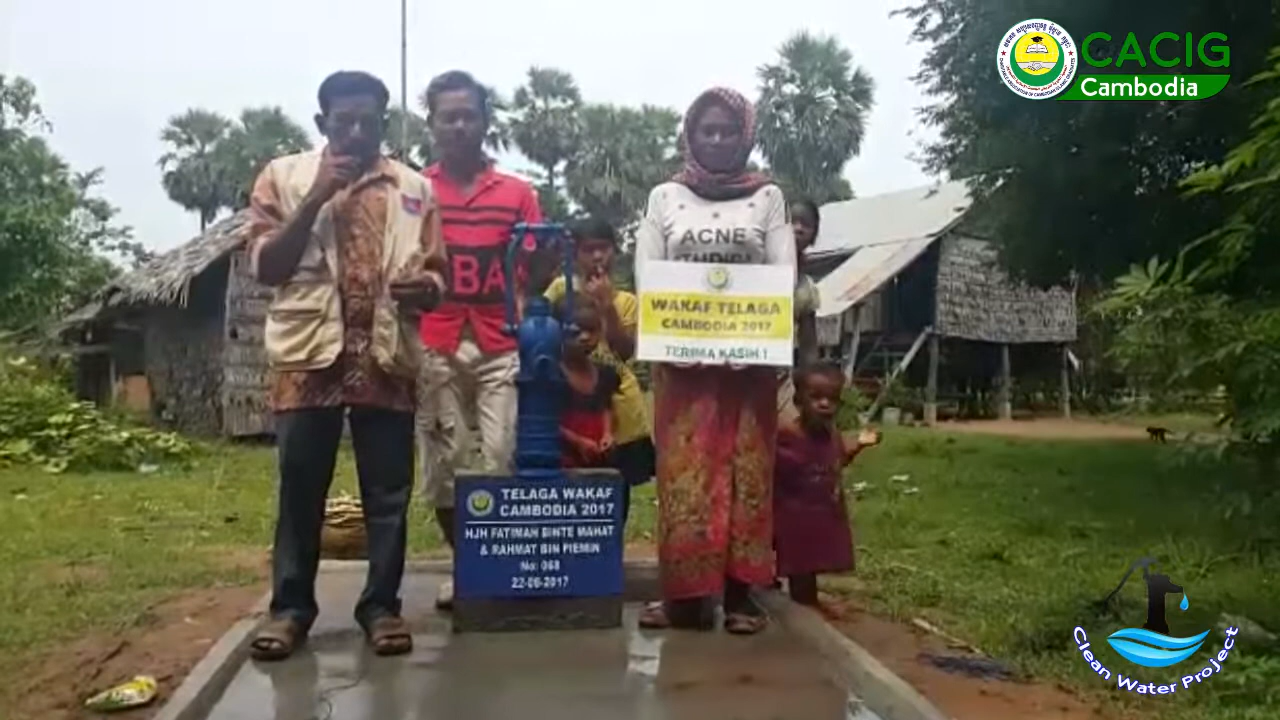 CACIG
Cambodia
BA
ACNE
WAKAF TELAGA
CAMBODIA 2017
TERIMA KASIH !
TELAGA WAKAF
CAMBODIA 2017
HJH FATIMAH BINTE MAHAT
& RAHMAT BIN PIEMIN
No: 068
22-06-2017
Clean Water Project